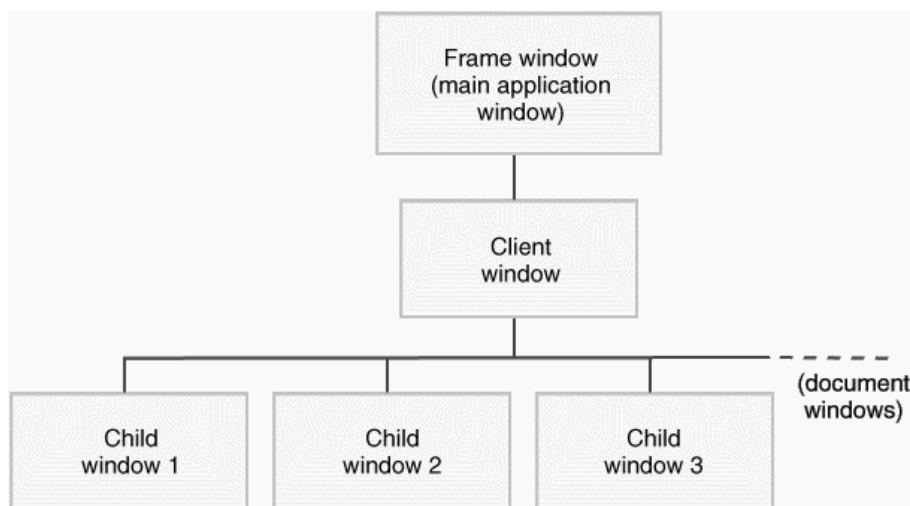 Frame window
(main application
window)
Client
window
(document
windows)
Child
window 1
Child
window 2
Child
window 3